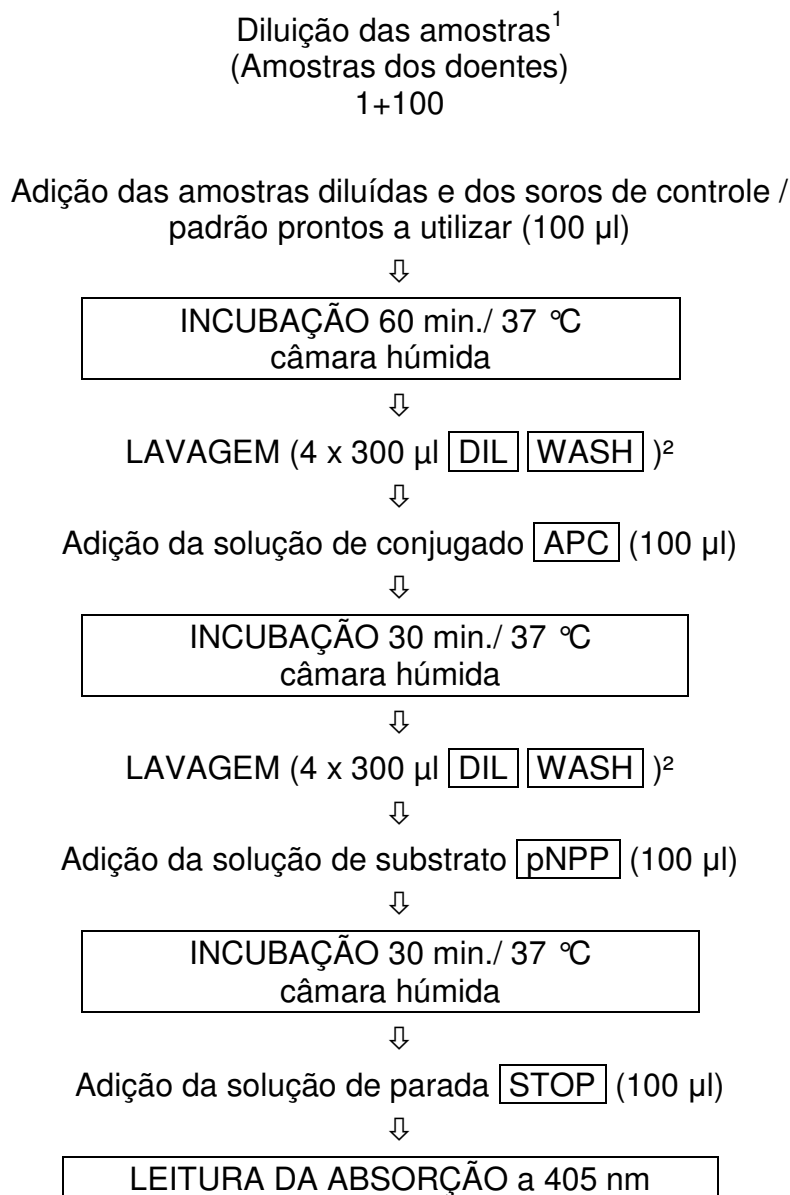 Diluição das amostras¹
(Amostras dos doentes)
1+100
Adição das amostras diluídas e dos soros de controle /
padrão prontos a utilizar (100 µl)
⇩
INCUBAÇÃO 60 min./ 37 °C
câmara húmida
⇩
LAVAGEM (4 x 300 µl DIL WASH )²
⇩
Adição da solução de conjugado APC (100 µl)
⇩
INCUBAÇÃO 30 min./ 37 °C
câmara húmida
⇩
LAVAGEM (4 x 300 µl DIL WASH )²
⇩
Adição da solução de substrato pNPP (100 µl)
⇩
INCUBAÇÃO 30 min./ 37 °C
câmara húmida
⇩
Adição da solução de parada STOP (100 µl)
⇩
LEITURA DA ABSORÇÃO a 405 nm